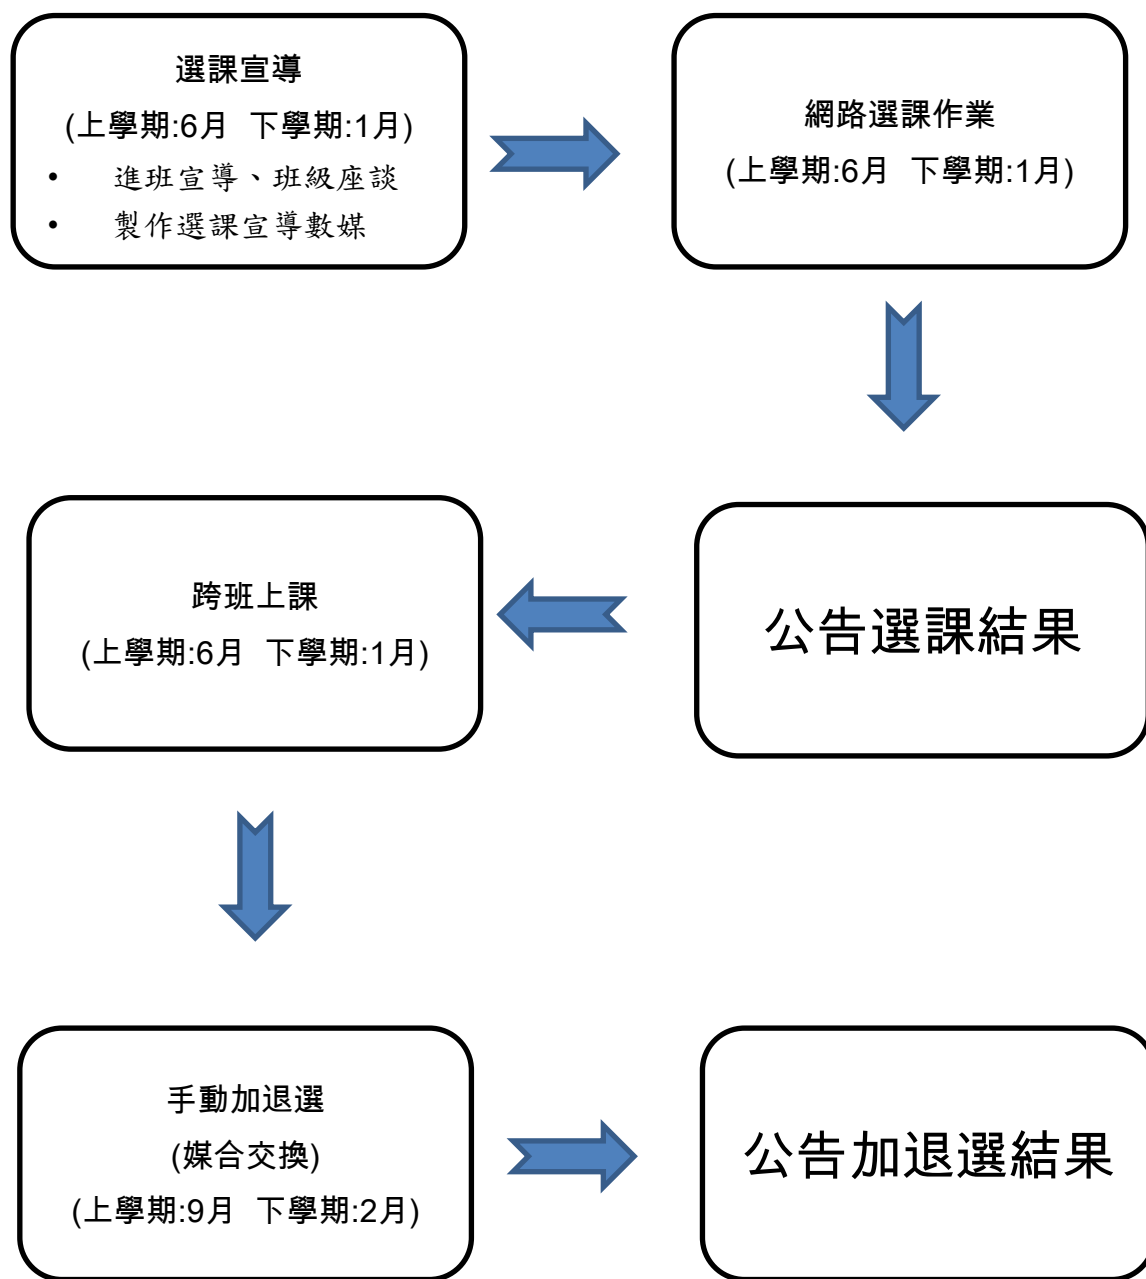 選課宣導
(上學期:6月 下學期:1月)
• 進班宣導、班級座談
• 製作選課宣導數媒
網路選課作業
(上學期:6月 下學期:1月)
公告選課結果
跨班上課
(上學期:6月 下學期:1月)
手動加退選
(媒合交換)
(上學期:9月 下學期:2月)
公告加退選結果